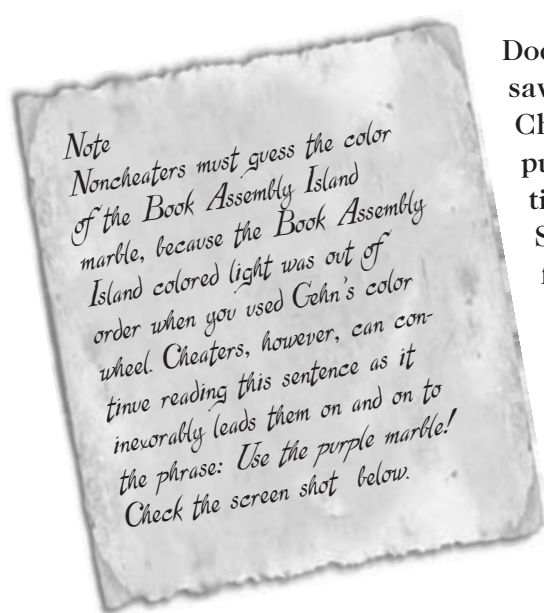 Note
Noncheaters must guess the color
of the Book Assembly Island
marble, because the Book Assembly
Island colored light was out of
order when you used Gehn's color
wheel. Cheaters, however, can con-
tinue reading this sentence as it
inexorably leads them on and on to
the phrase: Use the purple marble!
Check the screen shot below.